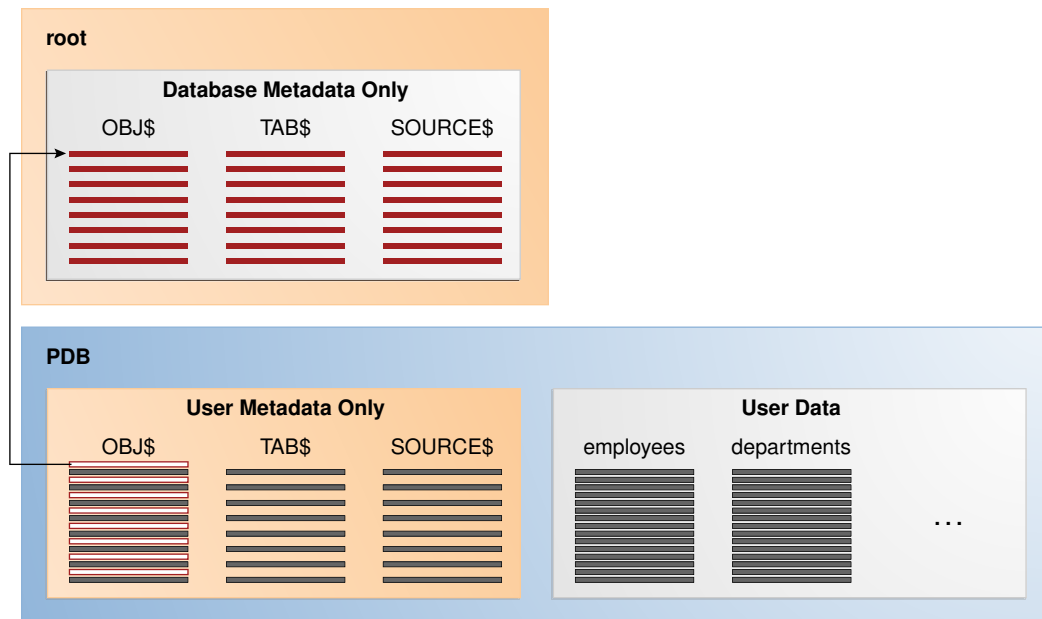 root
Database Metadata Only
OBJ$ TAB$ SOURCE$
PDB
User Metadata Only
OBJ$ TAB$ SOURCE$
User Data
employees departments
...